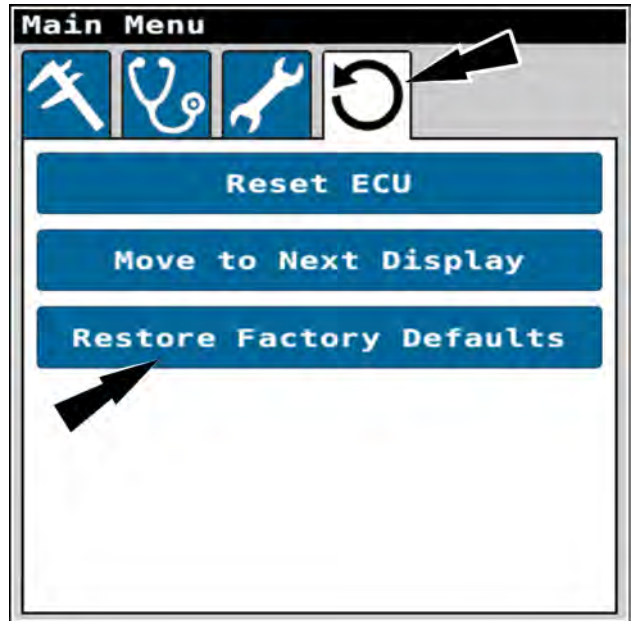 Main Menu
Reset ECU
Move to Next Display
Restore Factory Defaults